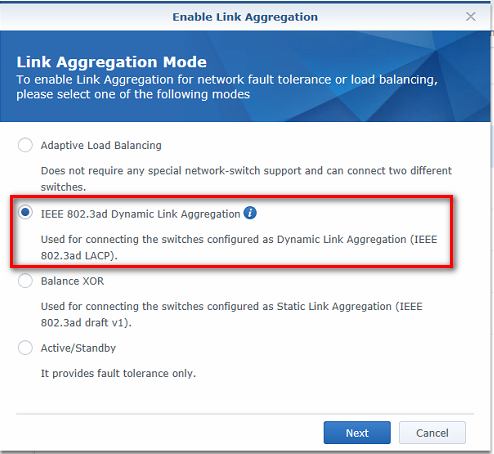 Enable Link Aggregation
Link Aggregation Mode
To enable Link Aggregation for network fault tolerance or load balancing,
please select one of the following modes
Adaptive Load Balancing
Does not require any special network-switch support and can connect two different
switches.
IEEE 802.3ad Dynamic Link Aggregation
Used for connecting the switches configured as Dynamic Link Aggregation (IEEE
802.3ad LACP).
Balance XOR
Used for connecting the switches configured as Static Link Aggregation (IEEE
802.3ad draft v1).
Active/Standby
It provides fault tolerance only.
Next Cancel